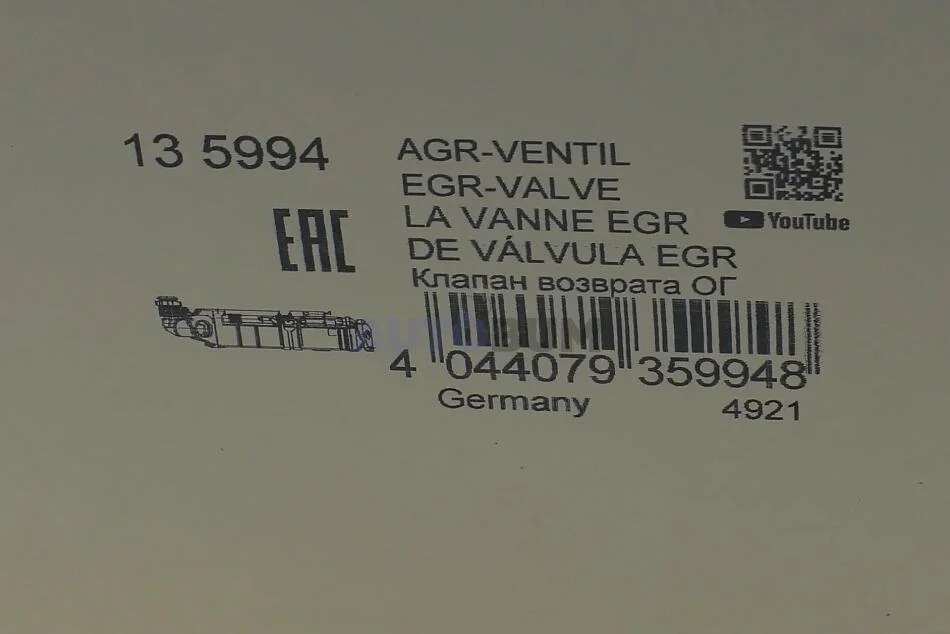 13 5994
AGR-VENTIL
EGR-VALVE
LA VANNE EGR
DE VÁLVULA EGR
Клапан возврата ОГ
EAC
YouTube
AUTOBUM
4 044079 359948
Germany
4921